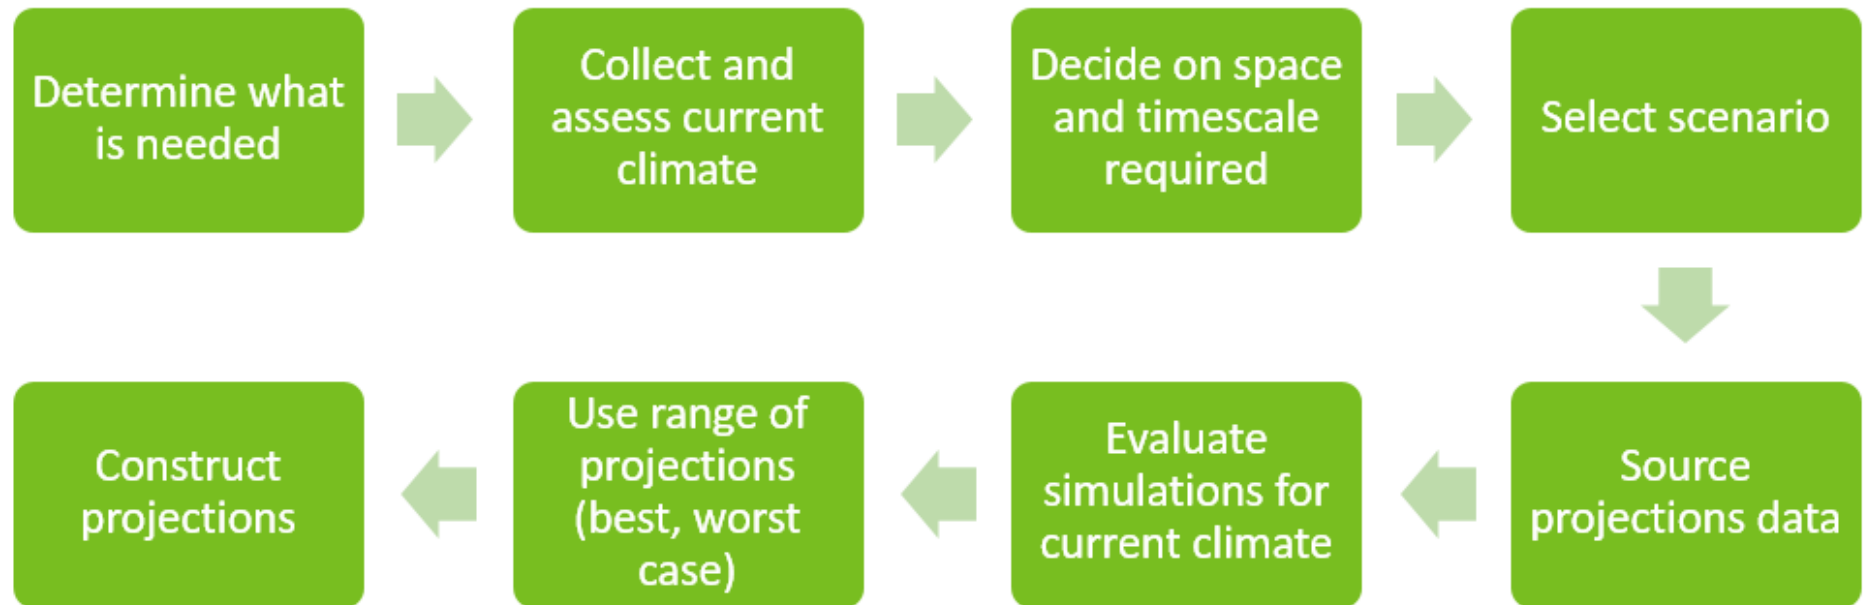 Determine what
is needed
Collect and
assess current
climate
Decide on space
and timescale
required
Select scenario
Source
projections data
Evaluate
simulations for
current climate
Use range of
projections
(best, worst
case)
Construct
projections